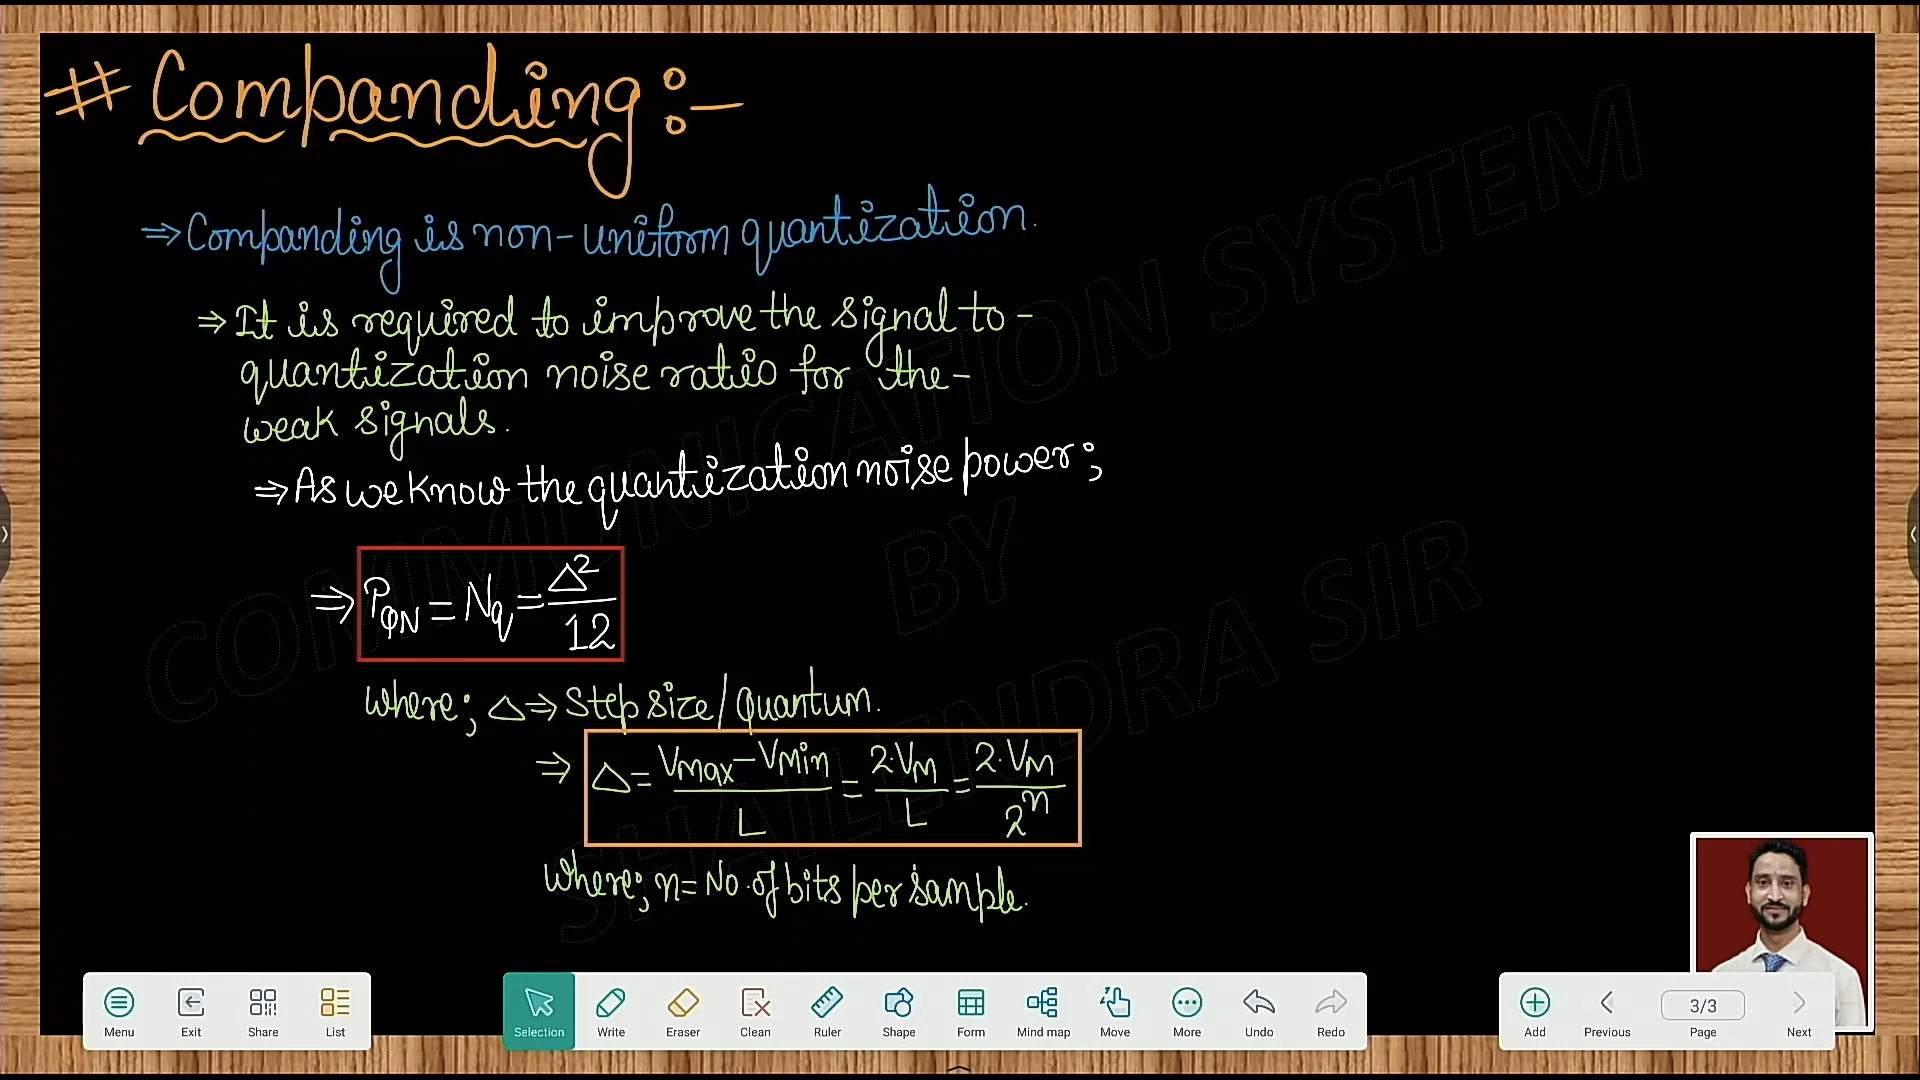 # Companding :-
⇒ Companding is non-uniform quantization.
⇒ It is required to improve the signal to-
quantization noise ratio for the-
weak signals.
⇒ As we know the quantization noise power;
⇒ P_QN = Nq = Δ²/12
where; Δ ⇒ Step size/quantum.
⇒ Δ = (Vmax - Vmin)/L = 2·VM/L = 2·VM/2^n
where; n = No. of bits per sample.
COMMUNICATION SYSTEM
BY
SHAILENDRA SIR
Menu Exit Share List Selection Write Eraser Clean Ruler Shape Form Mind map Move More Undo Redo Add Previous 3/3 Page Next